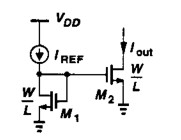 V_DD
I_REF
I_out
W/L
M_1
M_2
W/L